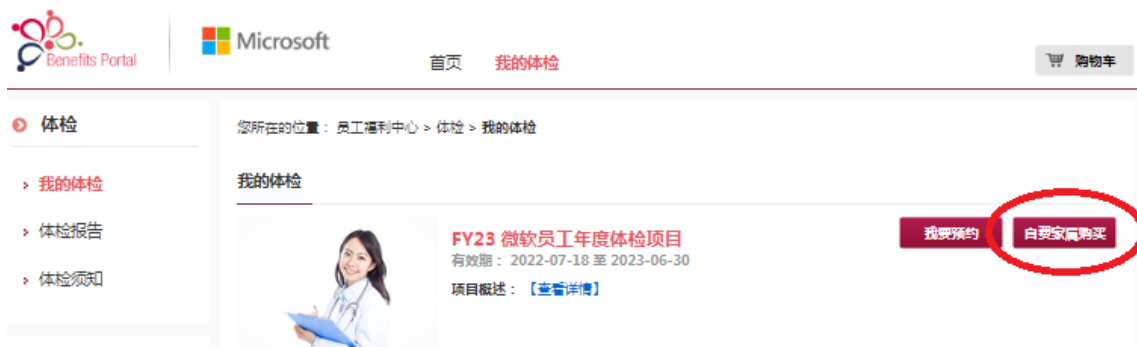 Benefits Portal
Microsoft
首页 我的体检
购物车
体检
您所在的位置： 员工福利中心 > 体检 > 我的体检
我的体检
体检报告
体检须知
我的体检
FY23 微软员工年度体检项目
有效期： 2022-07-18 至 2023-06-30
项目概述： 【查看详情】
我要预约
自费家属购买